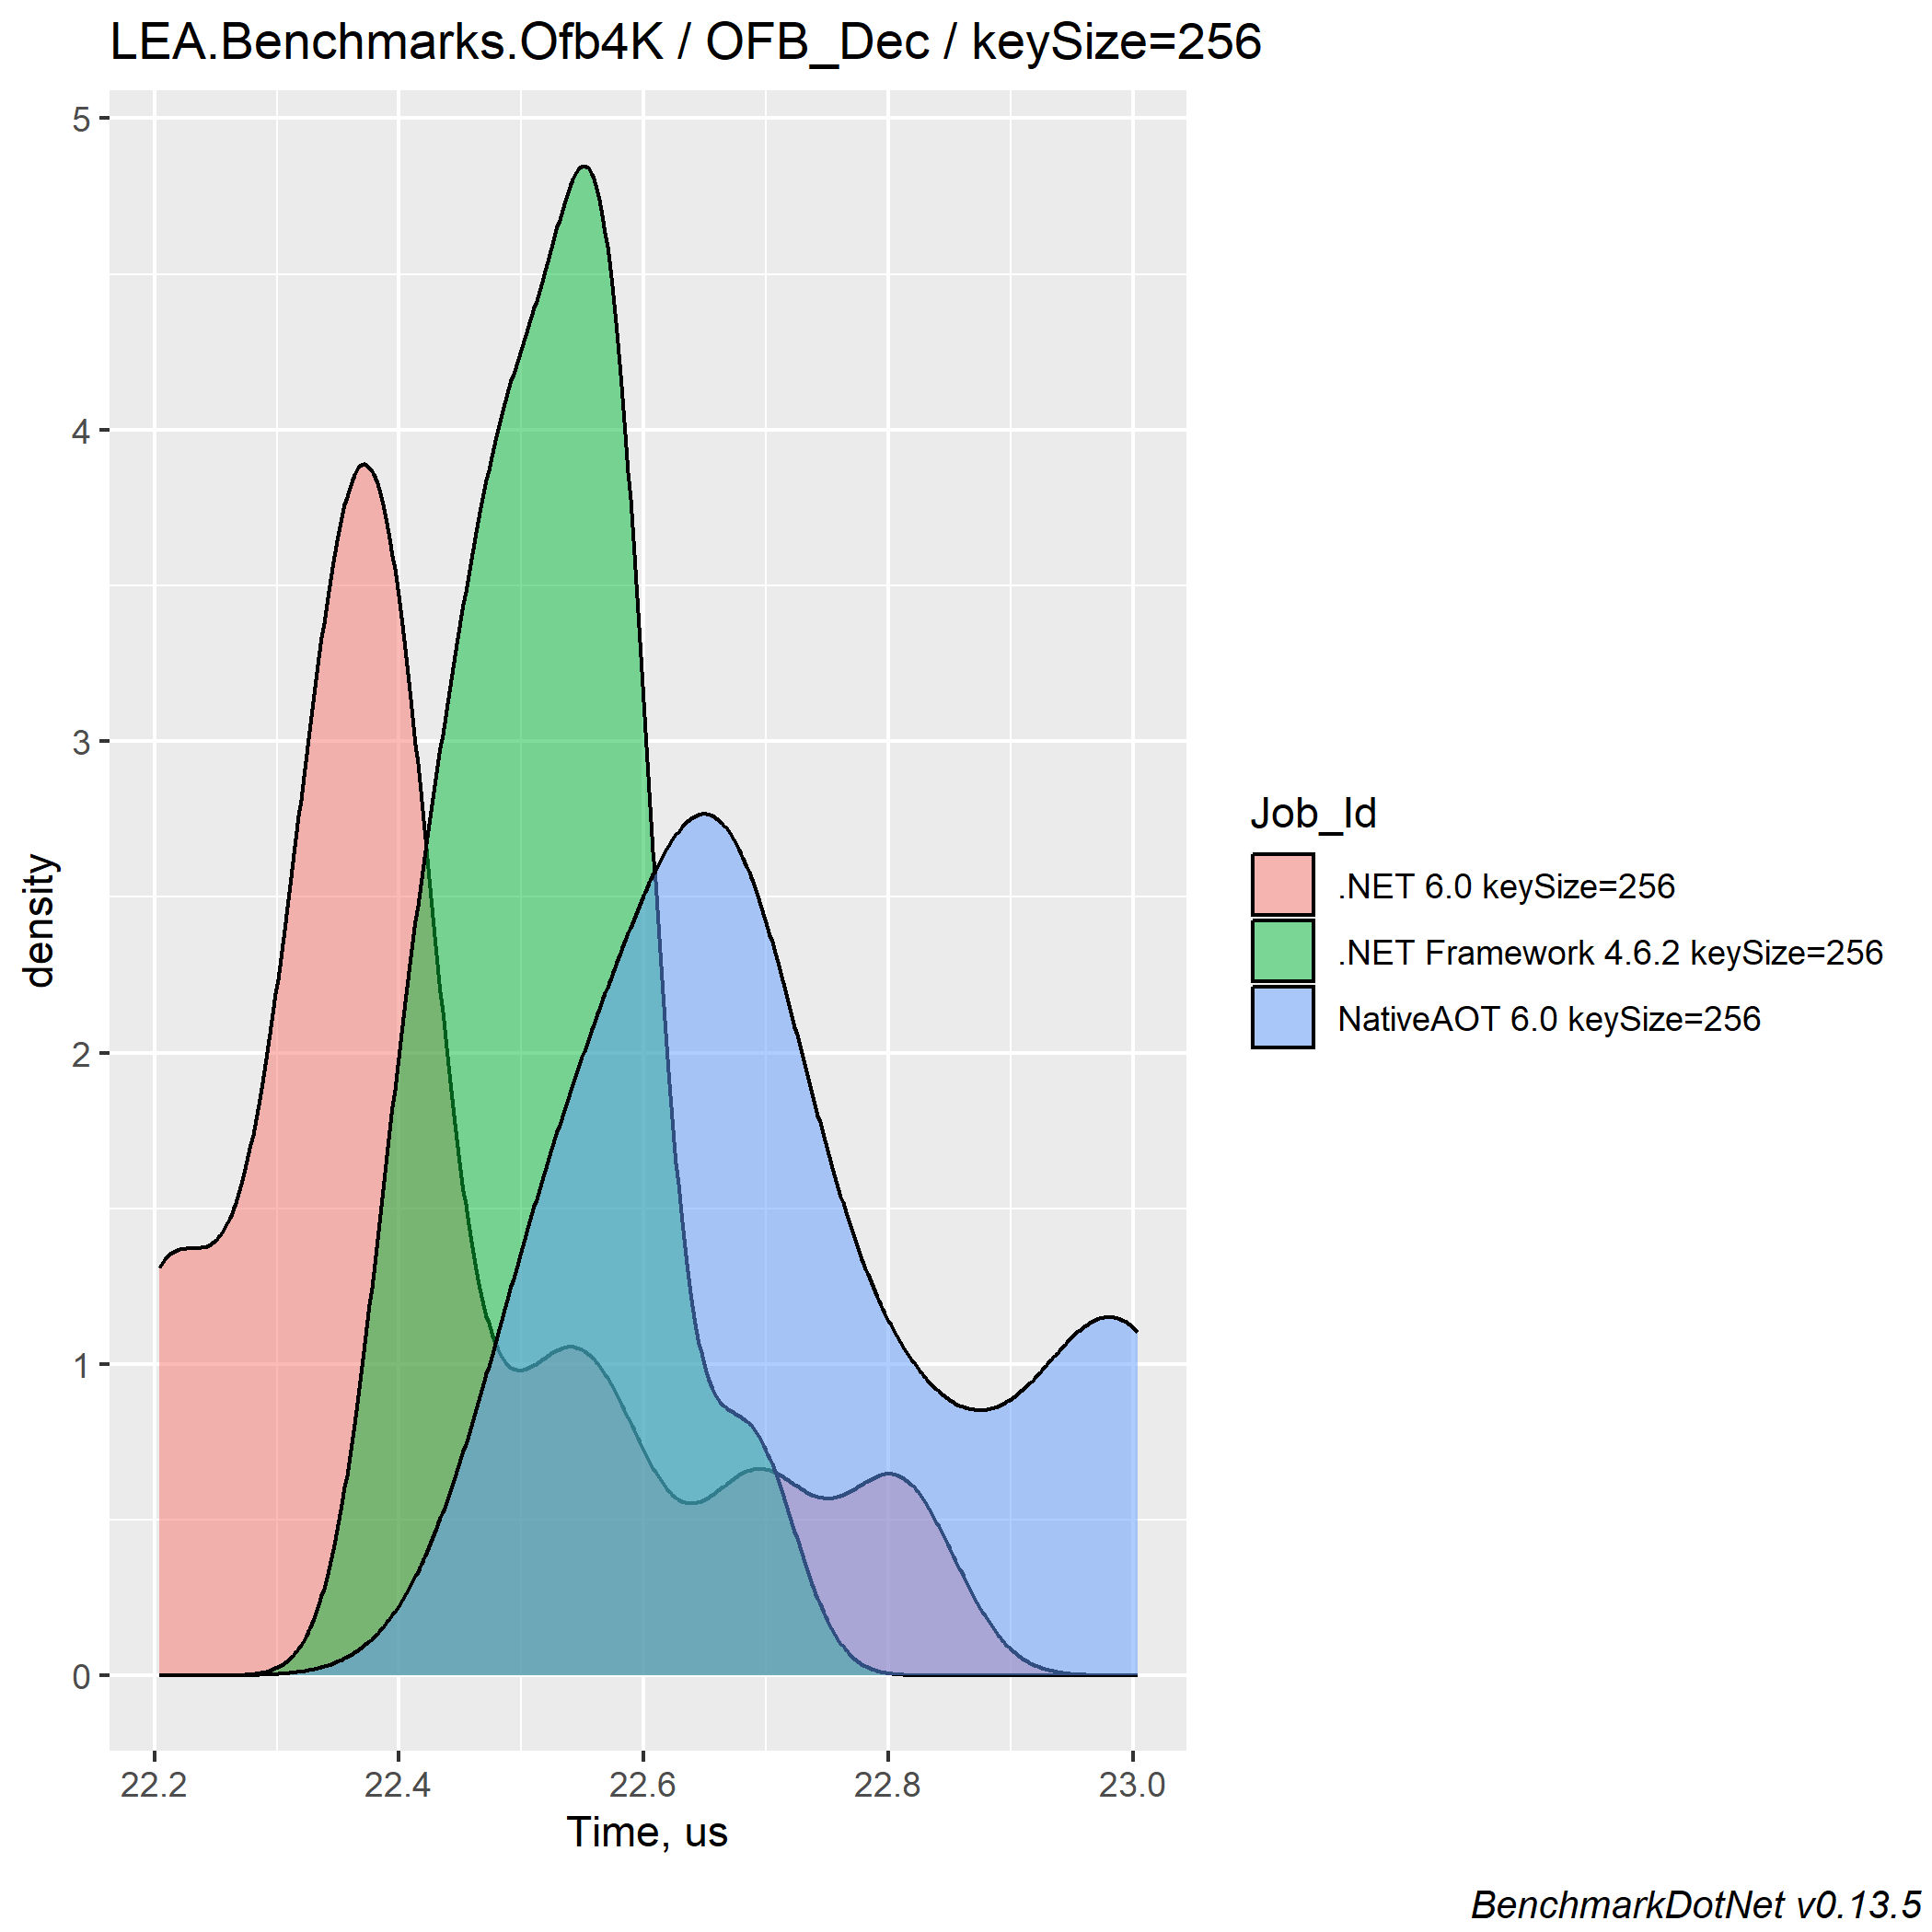 LEA.Benchmarks.Ofb4K / OFB_Dec / keySize=256
5
4
3
2
1
0
density
22.2 22.4 22.6 22.8 23.0
Time, us
Job_Id
.NET 6.0 keySize=256
.NET Framework 4.6.2 keySize=256
NativeAOT 6.0 keySize=256
BenchmarkDotNet v0.13.5